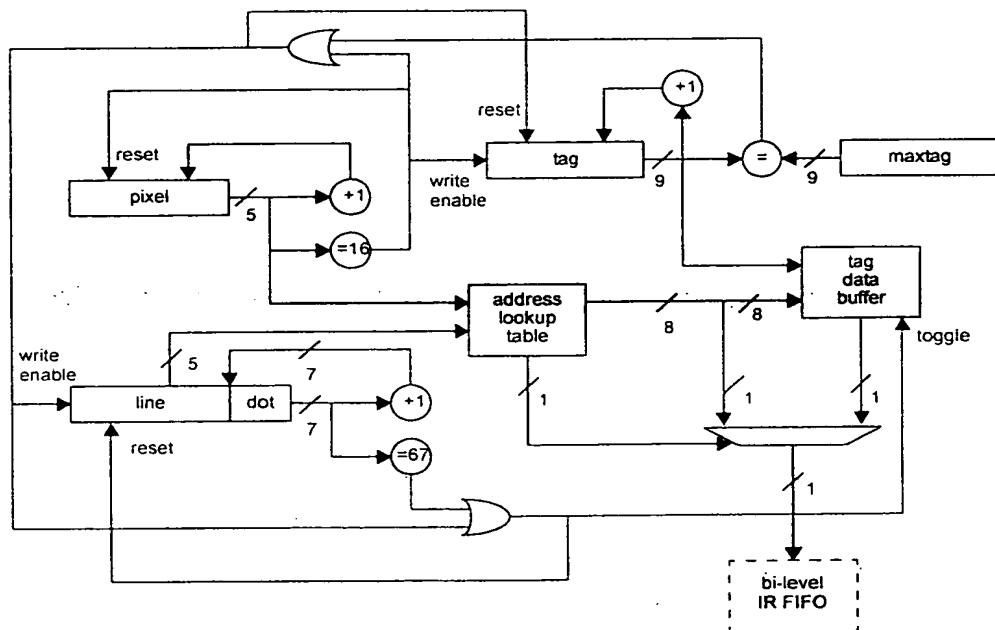 reset
+1
reset
tag
=
maxtag
9
9
write
enable
pixel
5
+1
=16
address
lookup
table
8
8
tag
data
buffer
toggle
write
enable
5
7
line
dot
7
+1
1
1
1
reset
=67
1
bi-level
IR FIFO